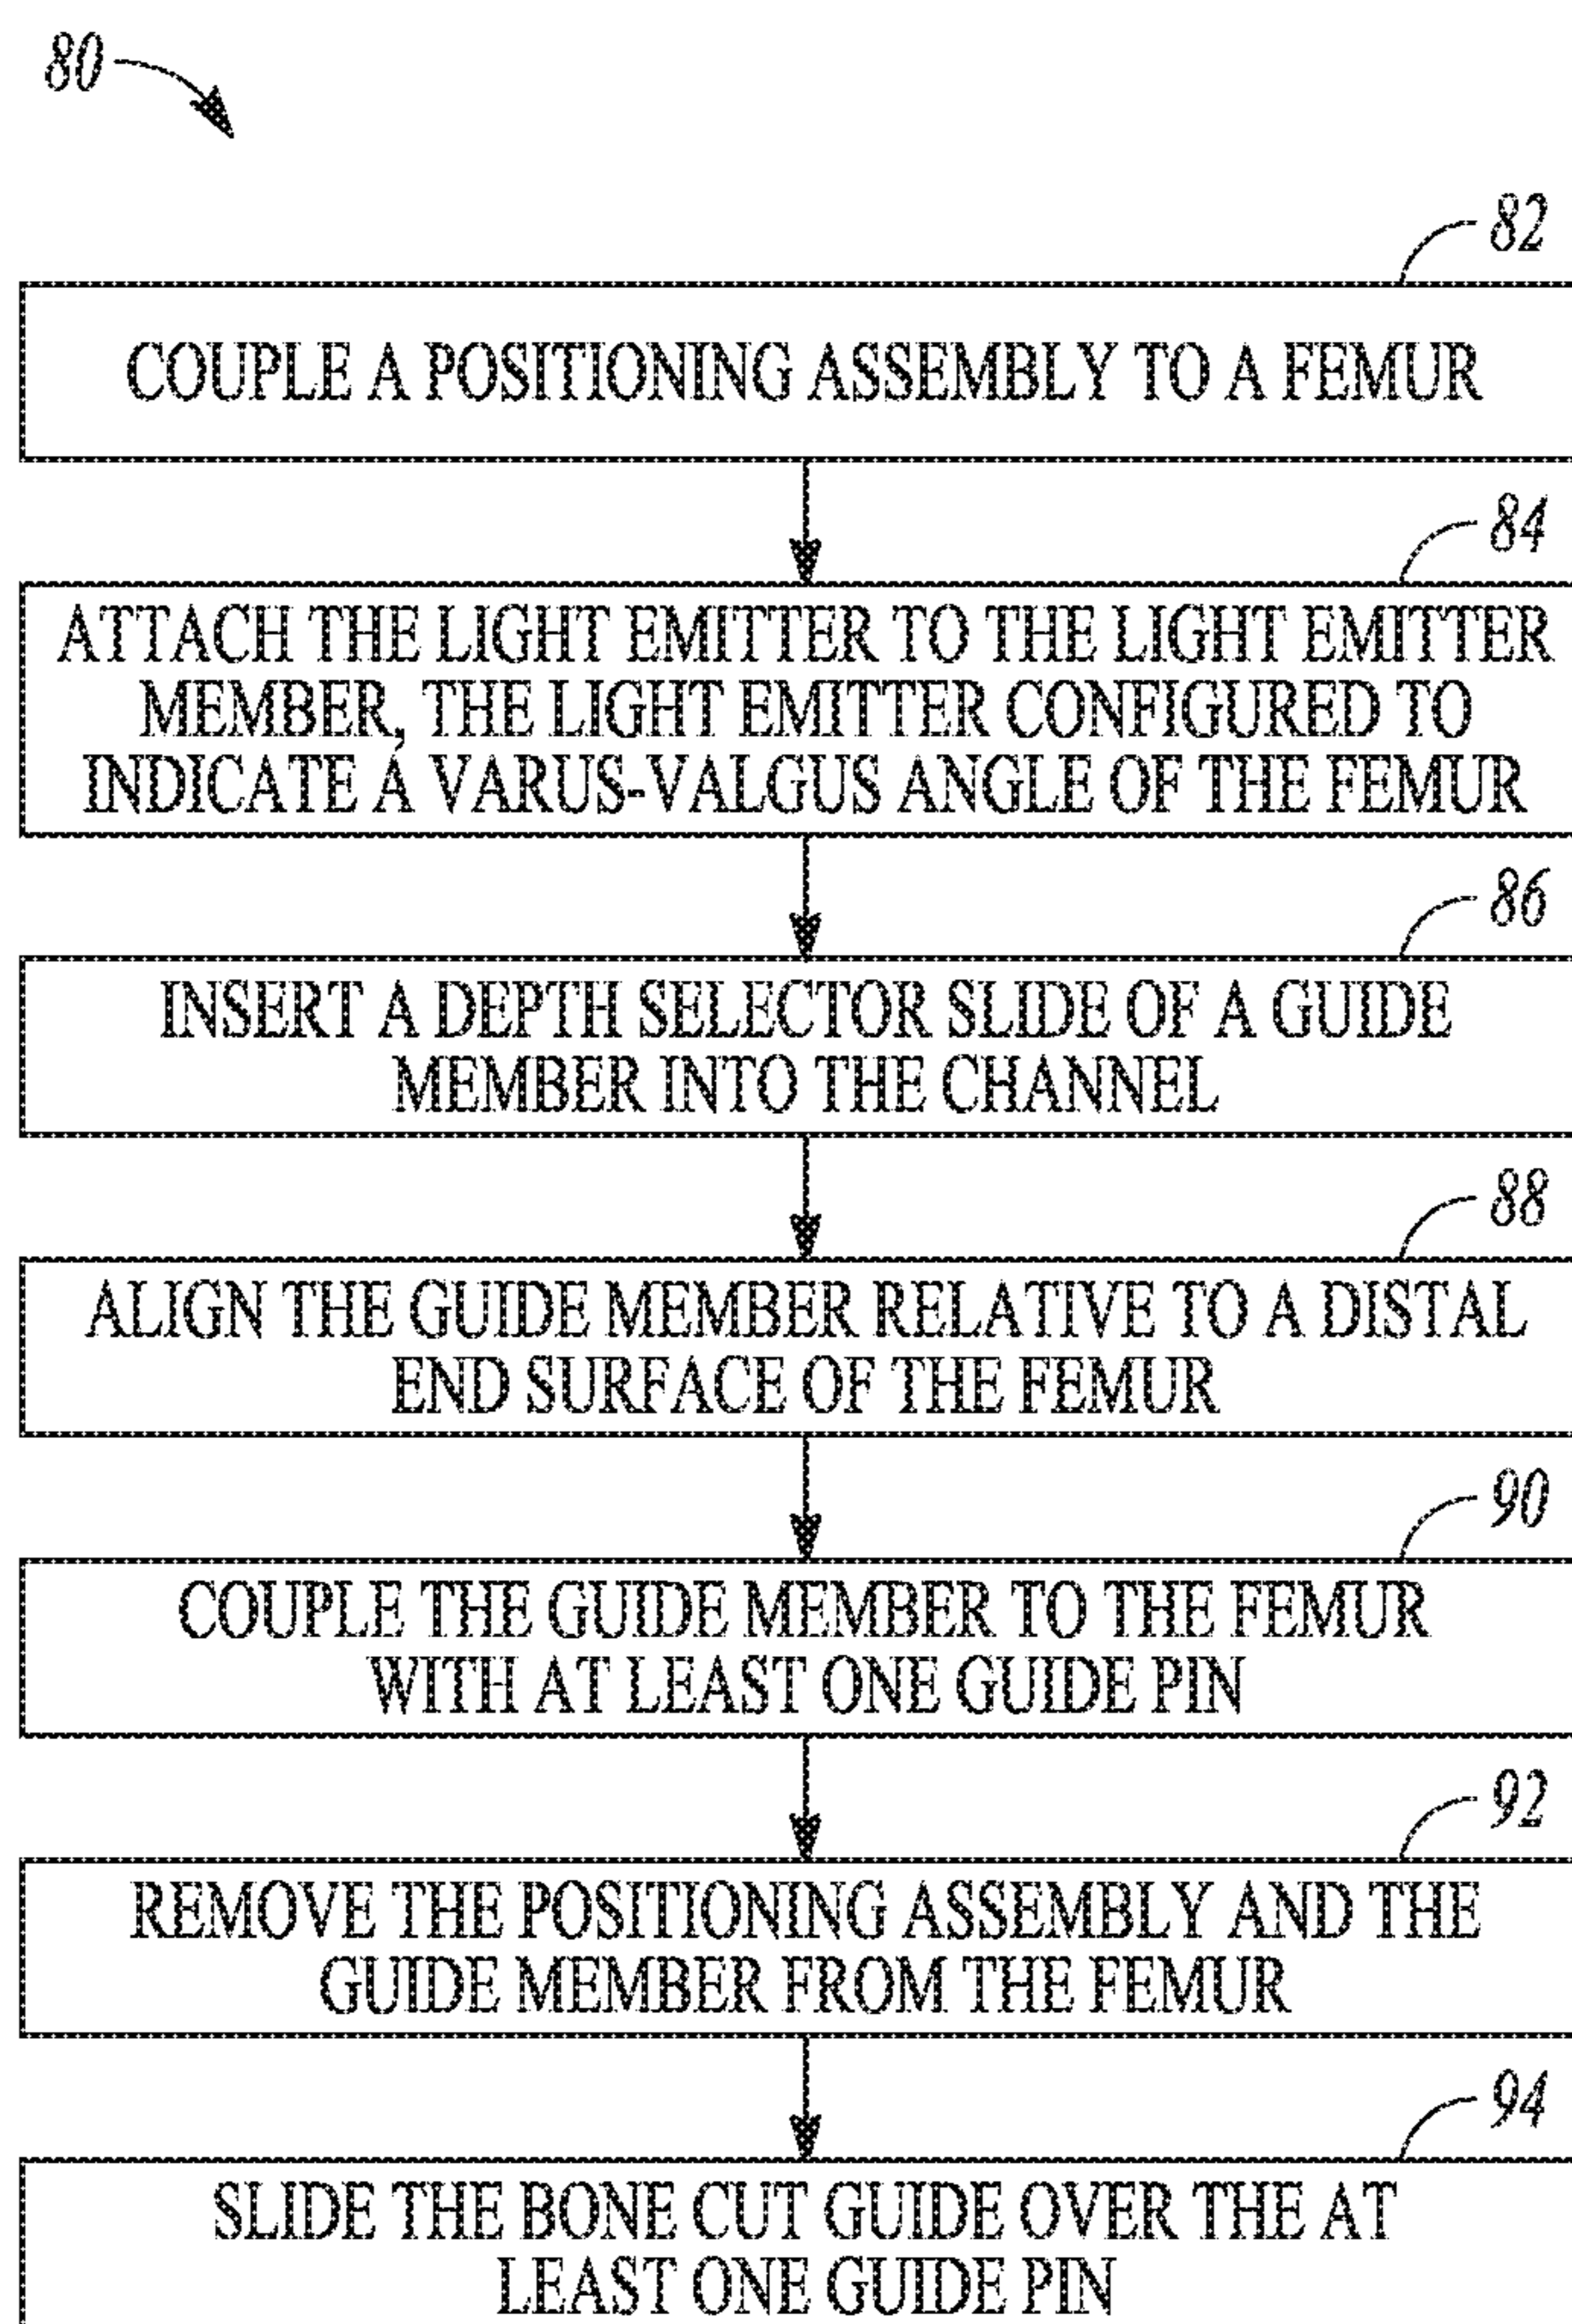 80
82
COUPLE A POSITIONING ASSEMBLY TO A FEMUR
84
ATTACH THE LIGHT EMITTER TO THE LIGHT EMITTER
MEMBER, THE LIGHT EMITTER CONFIGURED TO
INDICATE A VARUS-VALGUS ANGLE OF THE FEMUR
86
INSERT A DEPTH SELECTOR SLIDE OF A GUIDE
MEMBER INTO THE CHANNEL
88
ALIGN THE GUIDE MEMBER RELATIVE TO A DISTAL
END SURFACE OF THE FEMUR
90
COUPLE THE GUIDE MEMBER TO THE FEMUR
WITH AT LEAST ONE GUIDE PIN
92
REMOVE THE POSITIONING ASSEMBLY AND THE
GUIDE MEMBER FROM THE FEMUR
94
SLIDE THE BONE CUT GUIDE OVER THE AT
LEAST ONE GUIDE PIN